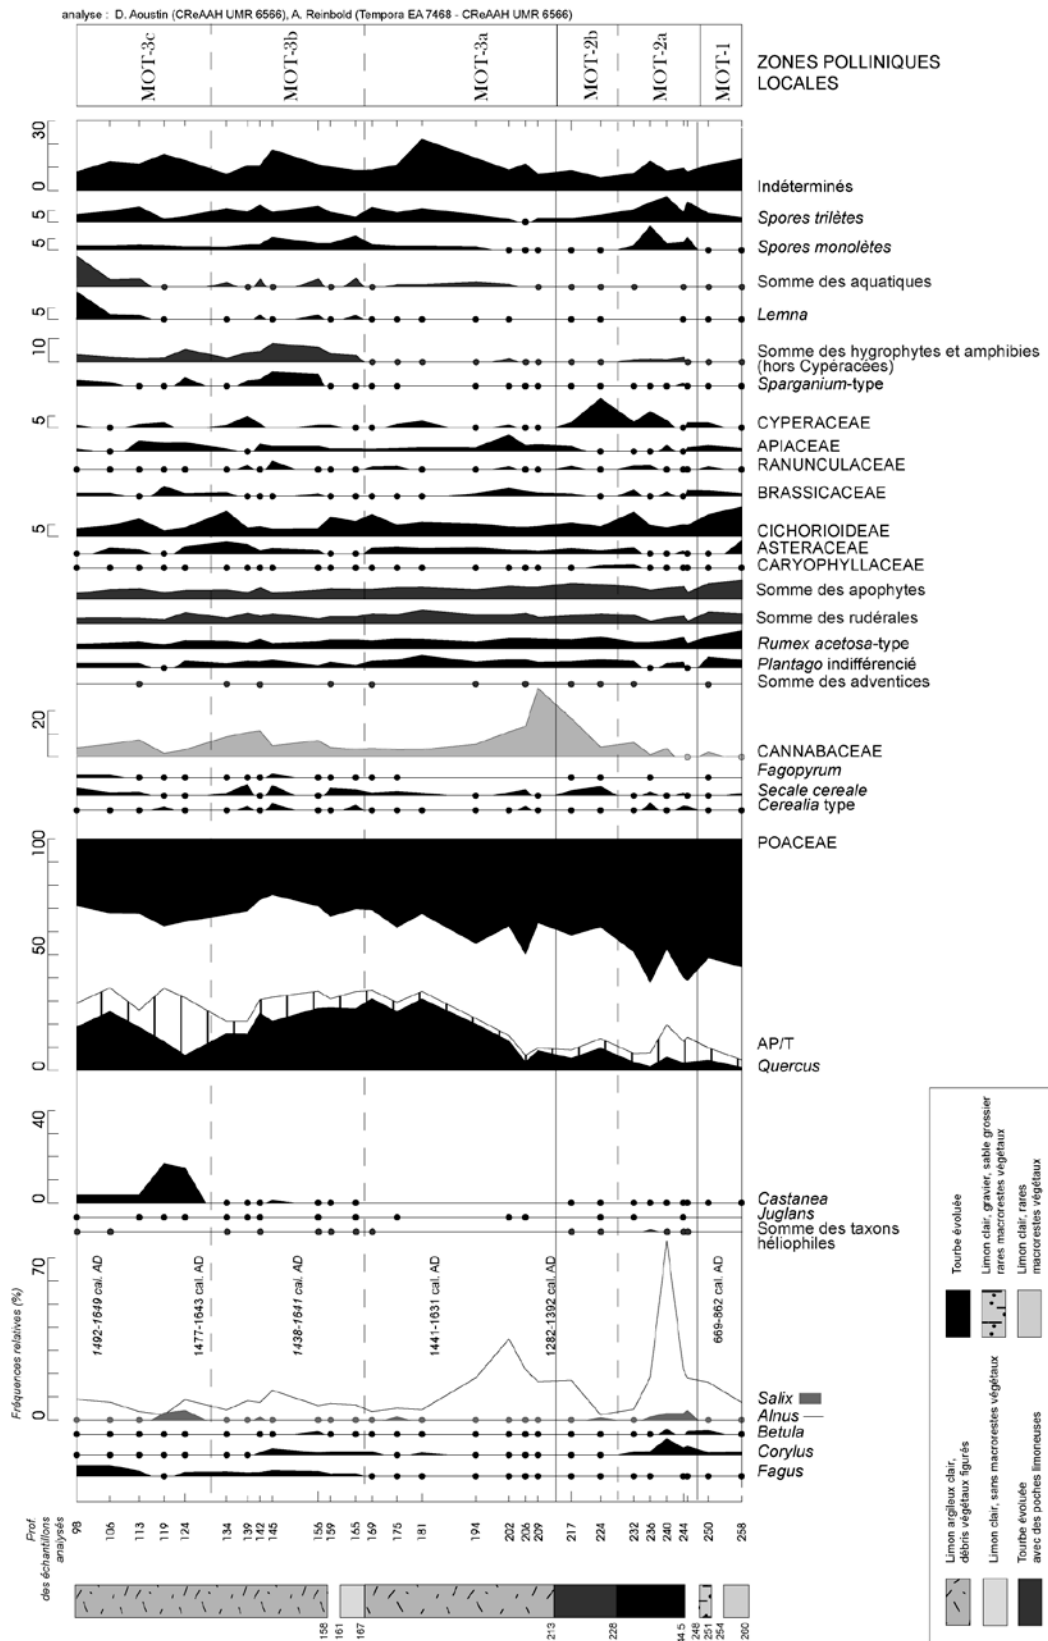 analyse : D. Aoustin (CReAAH UMR 6566), A. Reinbold (Tempora EA 7468 - CReAAH UMR 6566)
MOT-3c
MOT-3b
MOT-3a
MOT-2b
MOT-2a
MOT-1
ZONES POLLINIQUES
LOCALES
30
0
Indéterminés
5
Spores trilètes
5
Spores monolètes
Somme des aquatiques
5
Lemna
10
Somme des hygrophytes et amphibies
(hors Cypéracées)
Sparganium-type
5
CYPERACEAE
APIACEAE
RANUNCULACEAE
BRASSICACEAE
5
CICHORIOIDEAE
ASTERACEAE
CARYOPHYLLACEAE
Somme des apophytes
Somme des rudérales
Rumex acetosa-type
Plantago indifférencié
Somme des adventices
20
CANNABACEAE
Fagopyrum
Secale cereale
Cerealia type
100
50
0
POACEAE
AP/T
Quercus
40
0
Castanea
Juglans
Somme des taxons
héliophiles
70
0
Fréquences relatives (%)
1492-1649 cal. AD
1477-1643 cal. AD
1438-1641 cal. AD
1441-1631 cal. AD
1282-1392 cal. AD
669-862 cal. AD
Salix
Alnus
Betula
Corylus
Fagus
Prof.
des échantillons
analysés
98
106
113
119
124
134
139
142
145
156
159
165
169
175
181
194
202
206
209
217
224
232
236
240
244
250
258
158
161
167
213
228
44.5
248
251
254
260
Tourbe évoluée
Limon clair, gravier, sable grossier
rares macrorestes végétaux
Limon clair, rares
macrorestes végétaux
Limon argileux clair,
débris végétaux figurés
Limon clair, sans macrorestes végétaux
Tourbe évoluée
avec des poches limoneuses